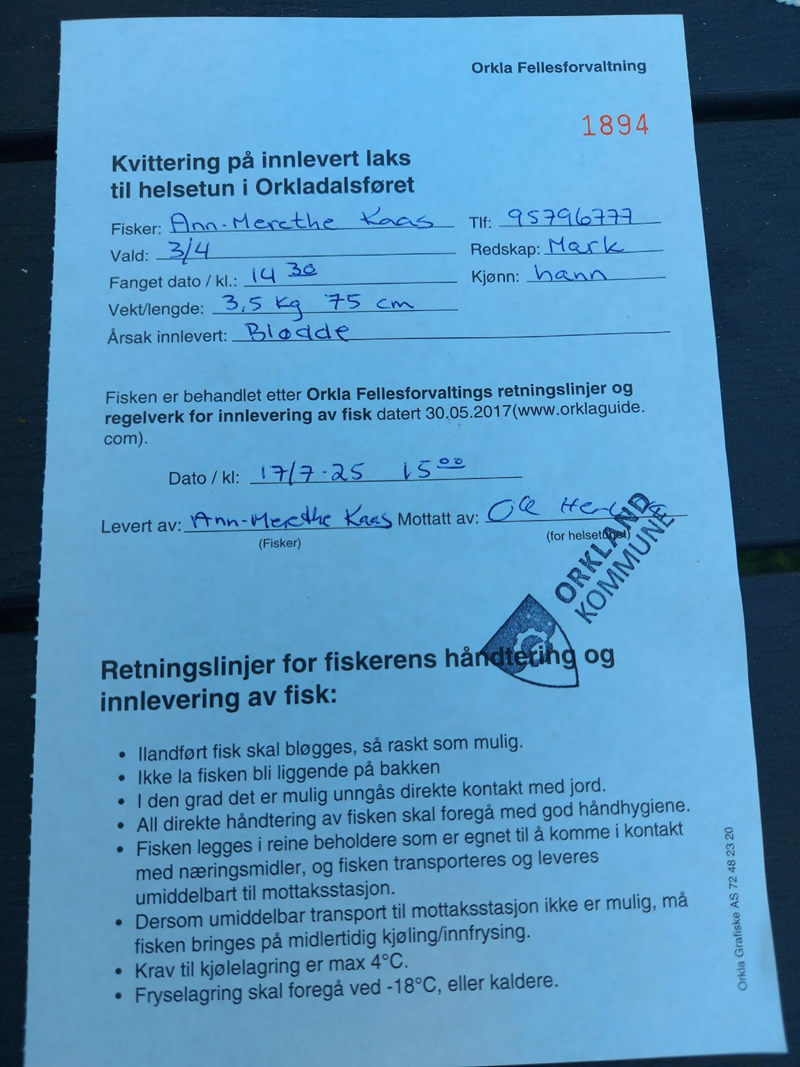 Orkla Fellesforvaltning
1894
Kvittering på innlevert laks
til helsetun i Orkladalsføret
Fisker: Ann-Merethe Kaas Tlf: 95796777
Vald: 3/4 Redskap: Mark
Fanget dato / kl.: 14 30 Kjønn: hann
Vekt/lengde: 3,5 kg 75 cm
Årsak innlevert: Blødde
Fisken er behandlet etter Orkla Fellesforvaltings retningslinjer og
regelverk for innlevering av fisk datert 30.05.2017(www.orklaguide.
com).
Dato / kl: 17/7-25 15 00
Levert av: Ann-Merethe Kaas Mottatt av:
(Fisker) (for helsetunet)
ORKLAND
KOMMUNE
Retningslinjer for fiskerens håndtering og
innlevering av fisk:
• Ilandført fisk skal bløgges, så raskt som mulig.
• Ikke la fisken bli liggende på bakken
• I den grad det er mulig unngås direkte kontakt med jord.
• All direkte håndtering av fisken skal foregå med god håndhygiene.
• Fisken legges i reine beholdere som er egnet til å komme i kontakt
med næringsmidler, og fisken transporteres og leveres
umiddelbart til mottaksstasjon.
• Dersom umiddelbar transport til mottaksstasjon ikke er mulig, må
fisken bringes på midlertidig kjøling/innfrysing.
• Krav til kjølelagring er max 4°C.
• Fryselagring skal foregå ved -18°C, eller kaldere.
Orkla Grafiske AS 72 48 23 20